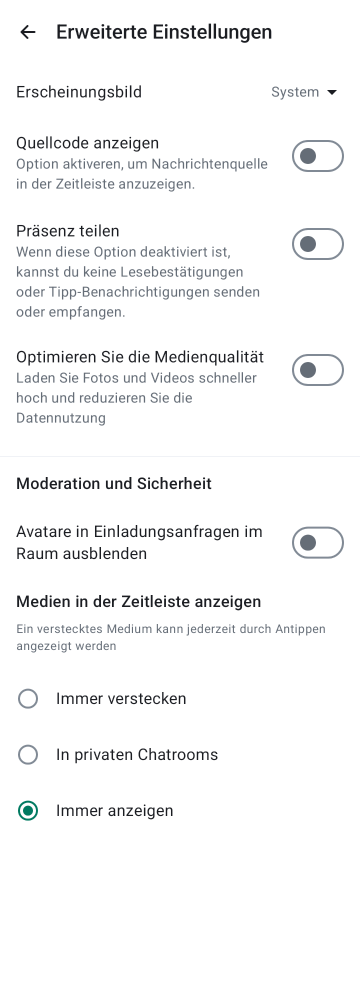 Erweiterte Einstellungen
Erscheinungsbild
System
Quellcode anzeigen
Option aktivieren, um Nachrichtenquelle
in der Zeitleiste anzuzeigen.
Präsenz teilen
Wenn diese Option deaktiviert ist,
kannst du keine Lesebestätigungen
oder Tipp-Benachrichtigungen senden
oder empfangen.
Optimieren Sie die Medienqualität
Laden Sie Fotos und Videos schneller
hoch und reduzieren Sie die
Datennutzung
Moderation und Sicherheit
Avatare in Einladungsanfragen im
Raum ausblenden
Medien in der Zeitleiste anzeigen
Ein verstecktes Medium kann jederzeit durch Antippen
angezeigt werden
Immer verstecken
In privaten Chatrooms
Immer anzeigen